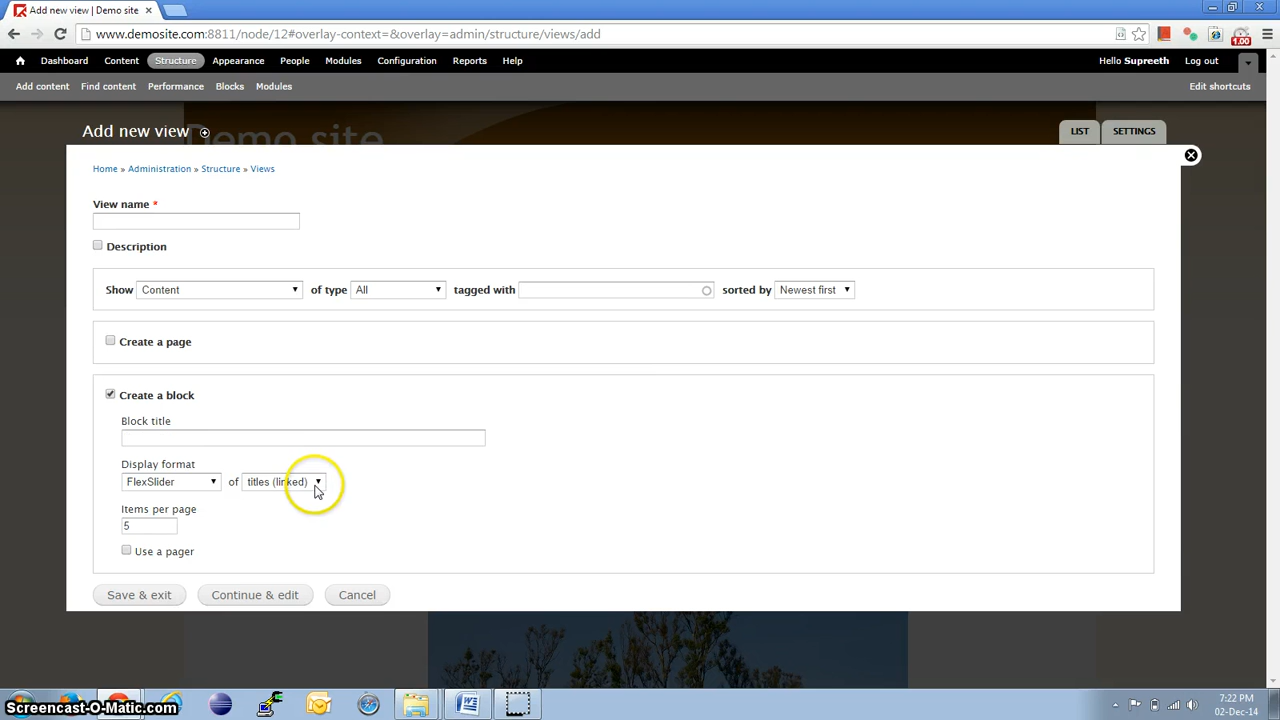 Add new view | Demo site
www.demosite.com:8811/node/12#overlay-context=&overlay=admin/structure/views/add
1.00
Home Dashboard Content Structure Appearance People Modules Configuration Reports Help Hello Supreeth Log out
Add content Find content Performance Blocks Modules Edit shortcuts
Demo site
Add new view LIST SETTINGS
Home » Administration » Structure » Views
View name *
Description
Show Content of type All tagged with sorted by Newest first
Create a page
Create a block
Block title
Display format
FlexSlider of titles (linked)
Items per page
5
Use a pager
Save & exit Continue & edit Cancel
Screencast-O-Matic.com
7:22 PM
02-Dec-14